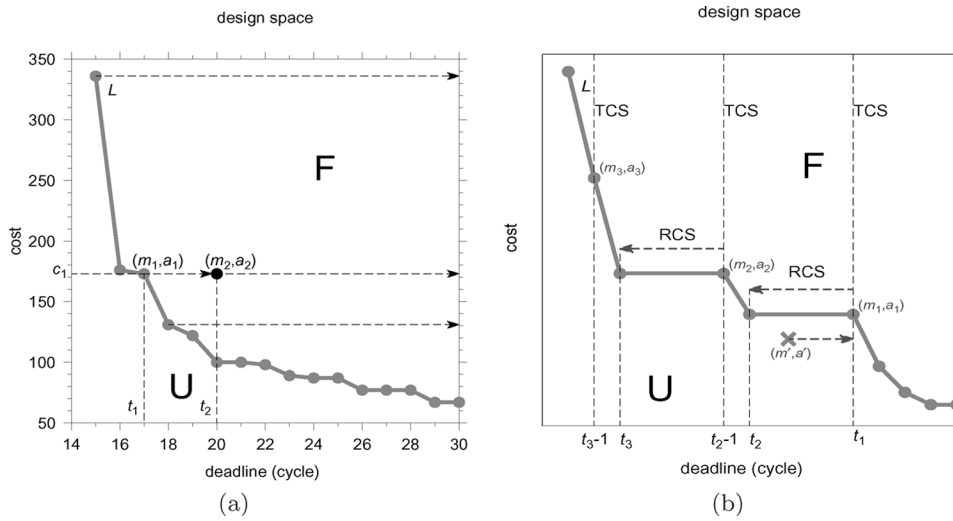 design space
350
300
250
200
150
100
50
cost
c1
L
F
(m1,a1)
(m2,a2)
U
t1
t2
14 16 18 20 22 24 26 28 30
deadline (cycle)
(a)
design space
L
TCS TCS TCS
F
(m3,a3)
RCS
(m2,a2)
RCS
(m1,a1)
(m',a')
cost
U
t3-1 t3 t2-1 t2 t1
deadline (cycle)
(b)